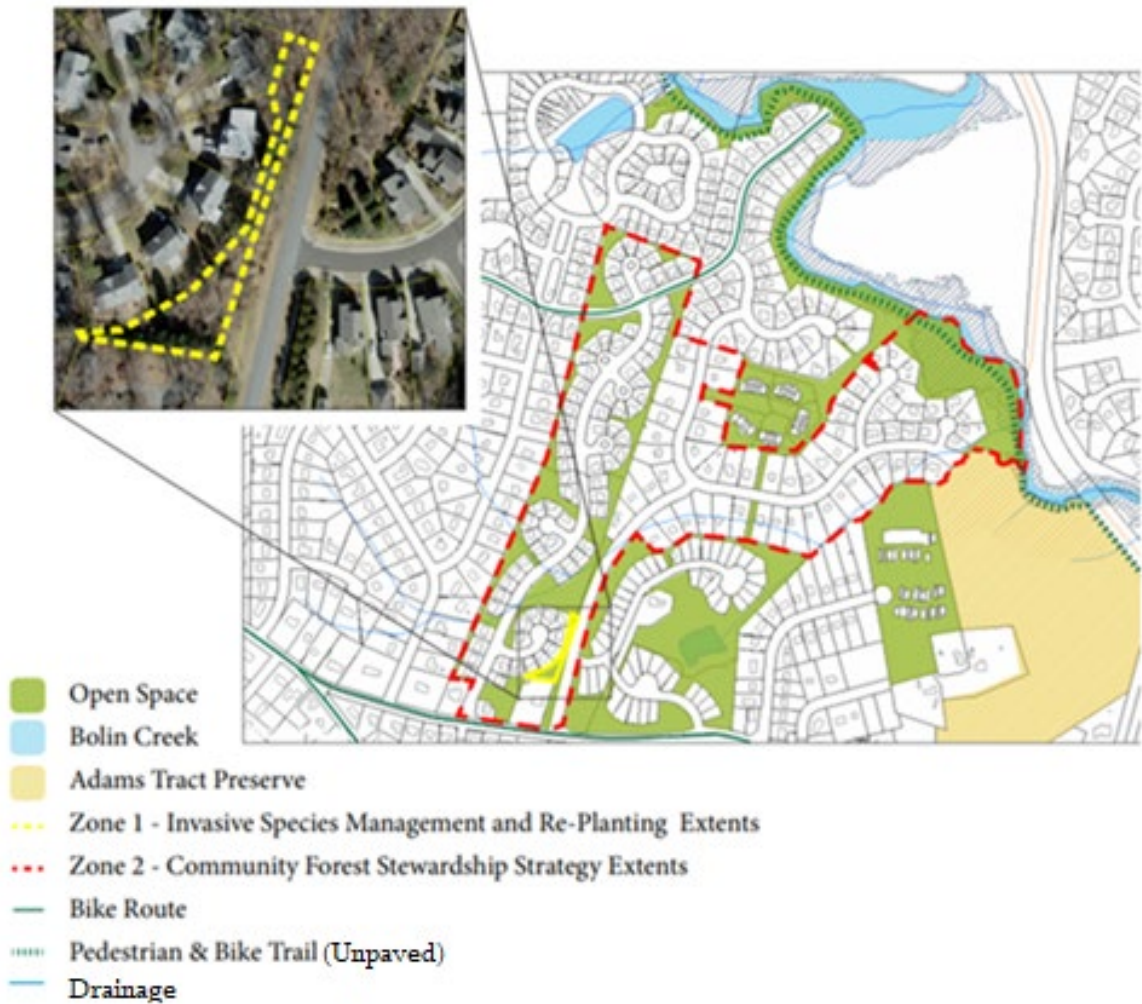 Open Space
Bolin Creek
Adams Tract Preserve
Zone 1 - Invasive Species Management and Re-Planting Extents
Zone 2 - Community Forest Stewardship Strategy Extents
Bike Route
Pedestrian & Bike Trail (Unpaved)
Drainage